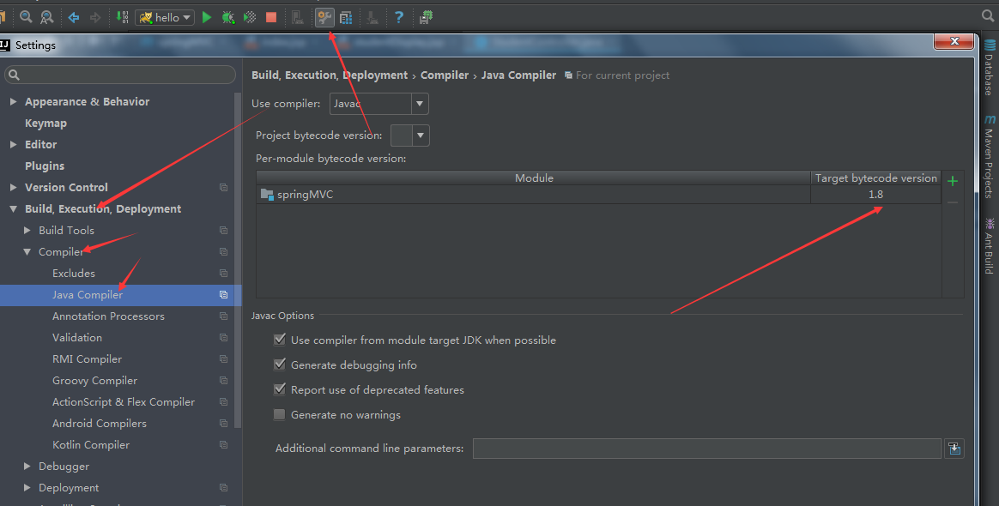 hello
Settings
Appearance & Behavior
Keymap
Editor
Plugins
Version Control
Build, Execution, Deployment
Build Tools
Compiler
Excludes
Java Compiler
Annotation Processors
Validation
RMI Compiler
Groovy Compiler
ActionScript & Flex Compiler
Android Compilers
Kotlin Compiler
Debugger
Deployment
Build, Execution, Deployment › Compiler › Java Compiler For current project
Use compiler: Javac
Project bytecode version:
Per-module bytecode version:
Module Target bytecode version
springMVC 1.8
Javac Options
Use compiler from module target JDK when possible
Generate debugging info
Report use of deprecated features
Generate no warnings
Additional command line parameters:
Database
Maven Projects
Ant Build